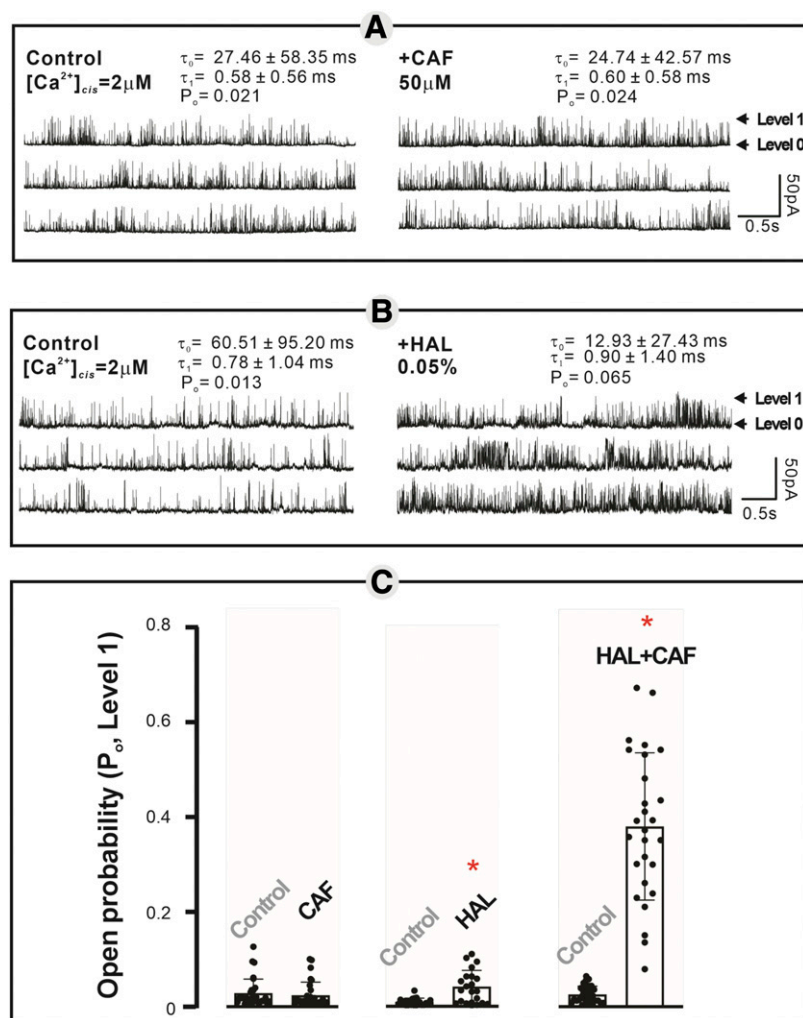 A
Control
[Ca²⁺]cis=2μM
τ₀= 27.46 ± 58.35 ms
τ₁= 0.58 ± 0.56 ms
Pₒ= 0.021
+CAF
50μM
τ₀= 24.74 ± 42.57 ms
τ₁= 0.60 ± 0.58 ms
Pₒ= 0.024
Level 1
Level 0
50pA
0.5s
B
Control
[Ca²⁺]cis=2μM
τ₀= 60.51 ± 95.20 ms
τ₁= 0.78 ± 1.04 ms
Pₒ= 0.013
+HAL
0.05%
τ₀= 12.93 ± 27.43 ms
τ₁= 0.90 ± 1.40 ms
Pₒ= 0.065
Level 1
Level 0
50pA
0.5s
C
Open probability (Pₒ, Level 1)
0.8
0.6
0.4
0.2
0
Control
CAF
Control
*
HAL
Control
*
HAL+CAF